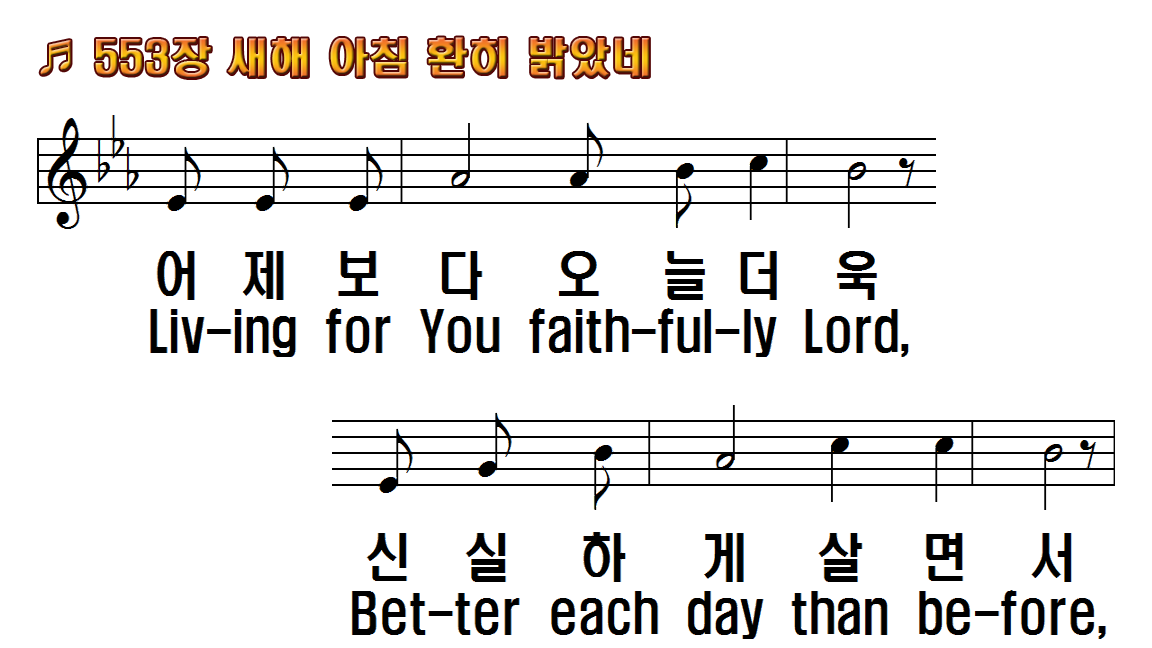 553장 새해 아침 환히 밝았네
어 제 보 다 오 늘 더 욱
Liv-ing for You faith-ful-ly Lord,
신 실 하 게 살 면 서
Bet-ter each day than be-fore,